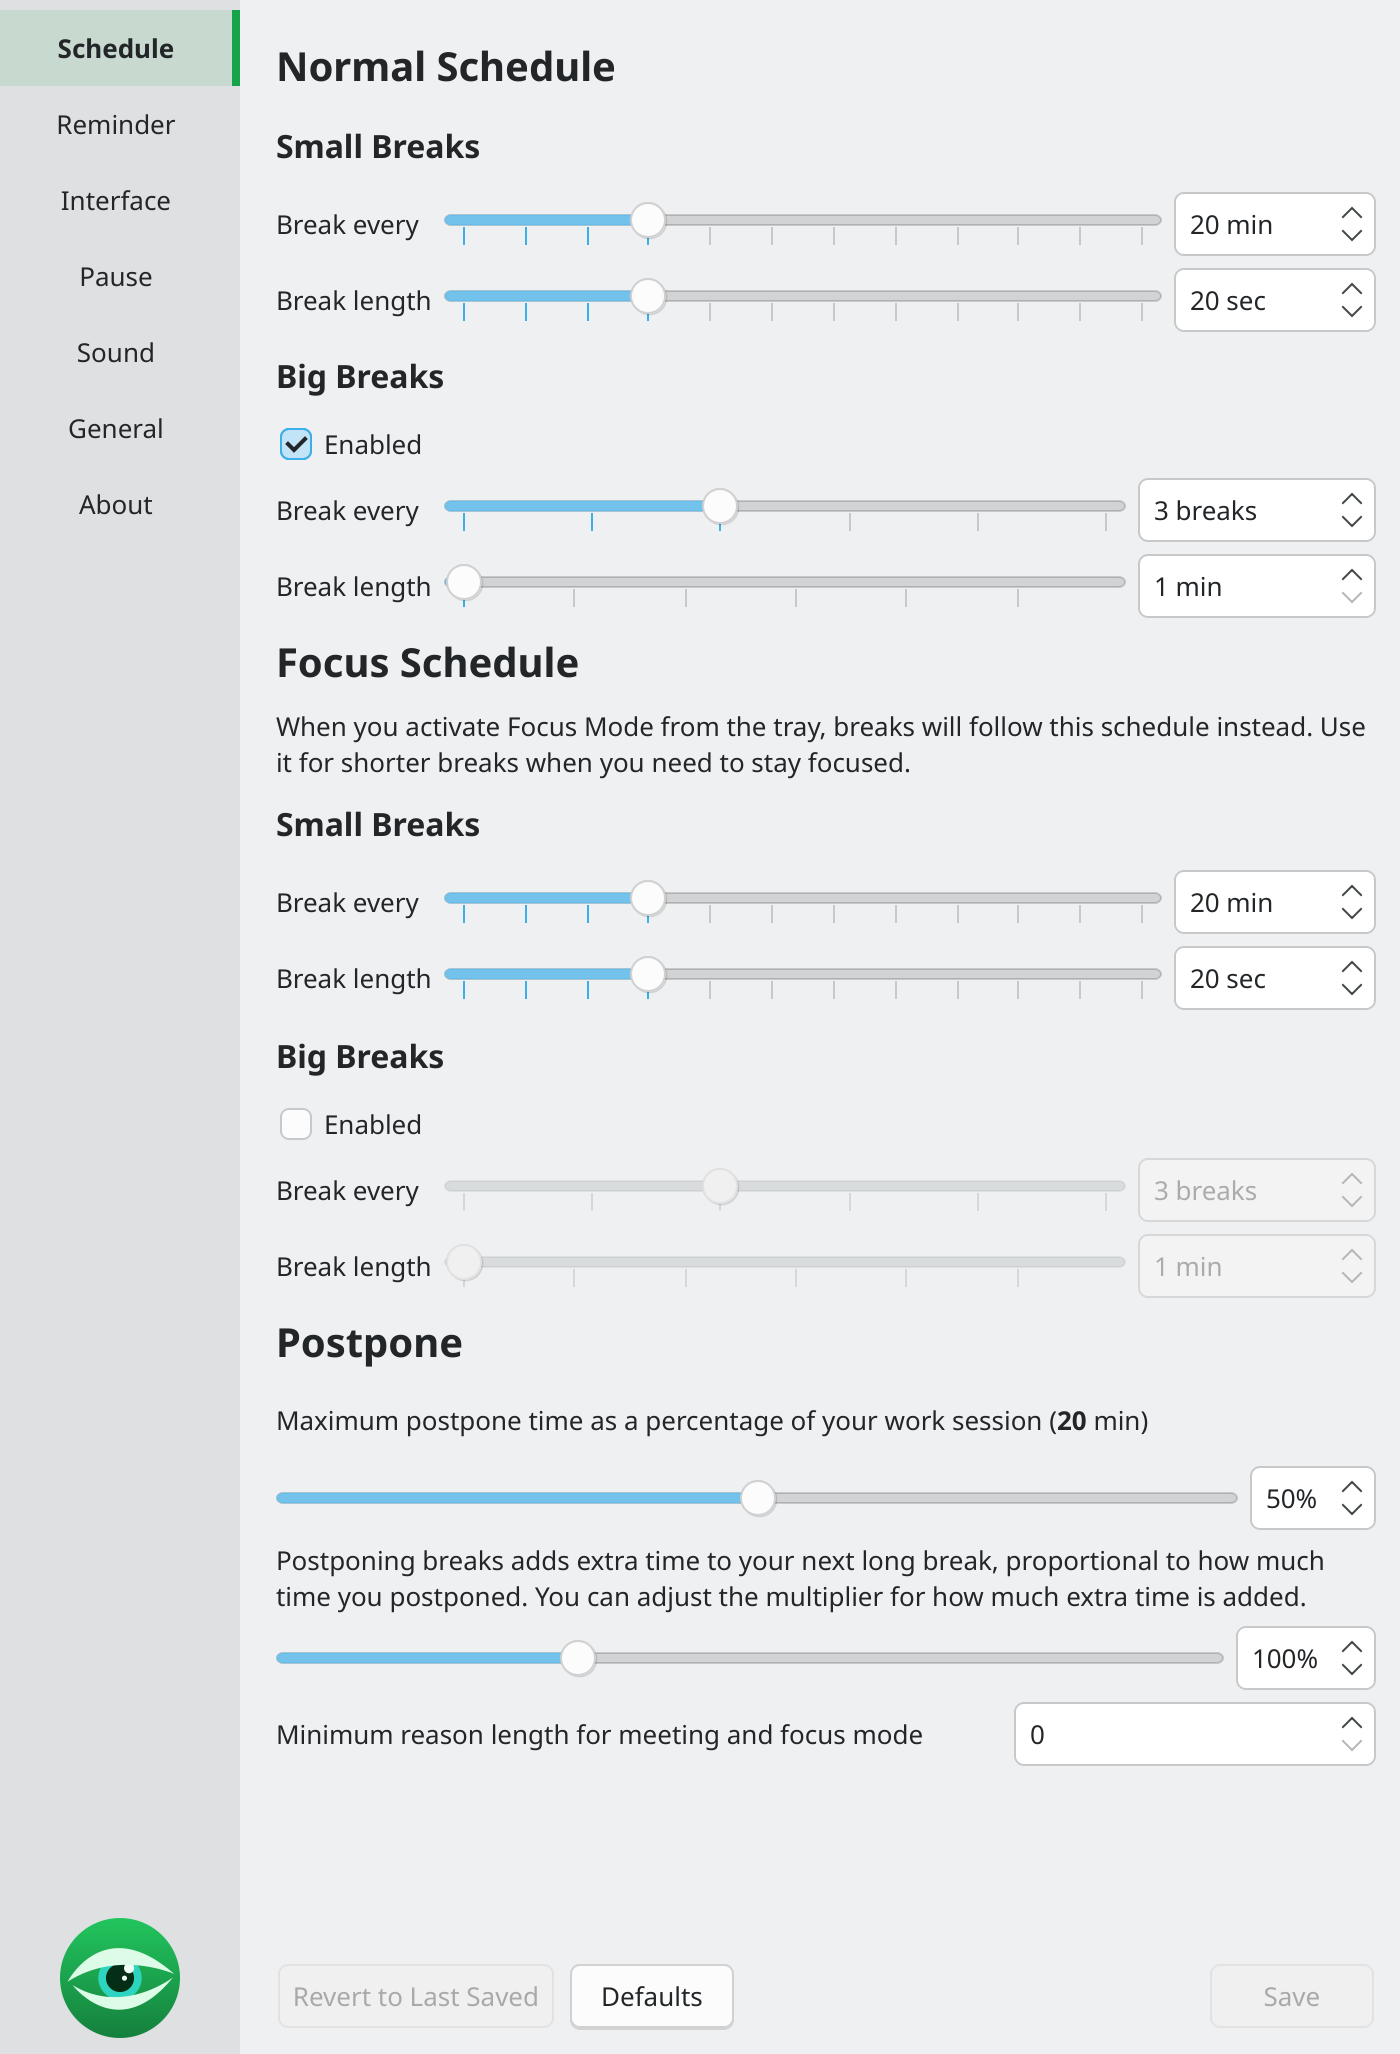 Schedule
Reminder
Interface
Pause
Sound
General
About
Normal Schedule
Small Breaks
Break every 20 min
Break length 20 sec
Big Breaks
Enabled
Break every 3 breaks
Break length 1 min
Focus Schedule
When you activate Focus Mode from the tray, breaks will follow this schedule instead. Use
it for shorter breaks when you need to stay focused.
Small Breaks
Break every 20 min
Break length 20 sec
Big Breaks
Enabled
Break every 3 breaks
Break length 1 min
Postpone
Maximum postpone time as a percentage of your work session (20 min)
50%
Postponing breaks adds extra time to your next long break, proportional to how much
time you postponed. You can adjust the multiplier for how much extra time is added.
100%
Minimum reason length for meeting and focus mode 0
Revert to Last Saved Defaults Save